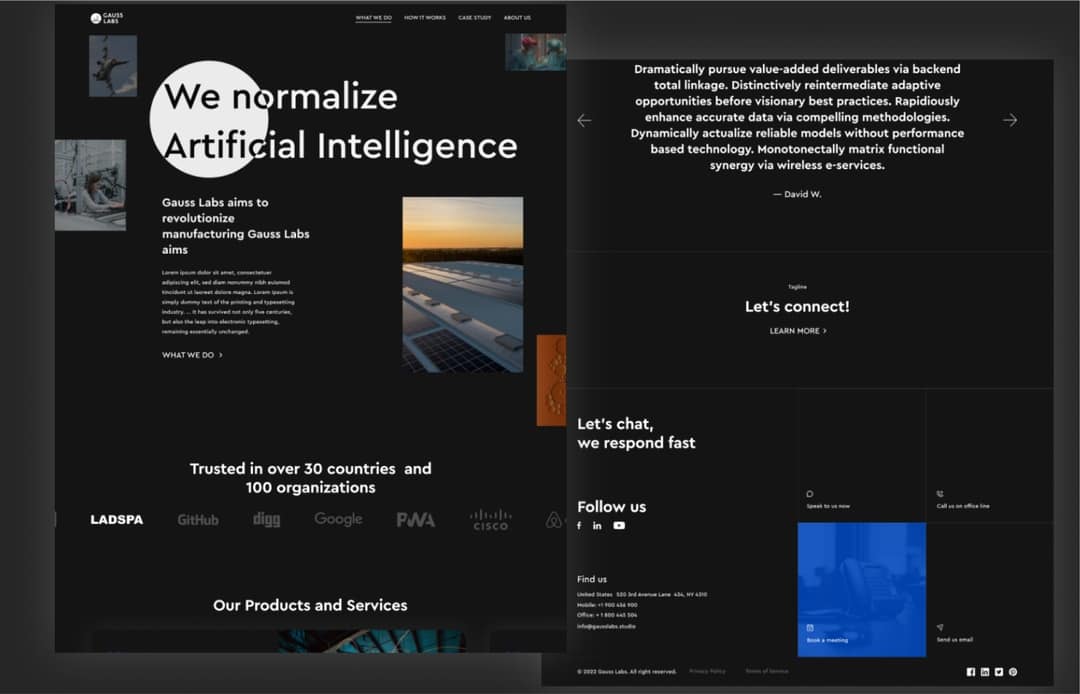 GAUSS
LABS
WHAT WE DO
HOW IT WORKS
CASE STUDY
ABOUT US
We normalize
Artificial Intelligence
Gauss Labs aims to
revolutionize
manufacturing Gauss Labs
aims
Lorem ipsum dolor sit amet, consectetuer
adipiscing elit, sed diam nonummy nibh euismod
tincidunt ut laoreet dolore magna. Lorem Ipsum is
simply dummy text of the printing and typesetting
industry. ... It has survived not only five centuries,
but also the leap into electronic typesetting,
remaining essentially unchanged.
WHAT WE DO
Trusted in over 30 countries and
100 organizations
LADSPA
GitHub
digg
Google
PWA
CISCO
Our Products and Services
Dramatically pursue value-added deliverables via backend
total linkage. Distinctively reintermediate adaptive
opportunities before visionary best practices. Rapidiously
enhance accurate data via compelling methodologies.
Dynamically actualize reliable models without performance
based technology. Monotonectally matrix functional
synergy via wireless e-services.
— David W.
Tagline
Let's connect!
LEARN MORE
Let's chat,
we respond fast
Speak to us now
Call us on office line
Follow us
Find us
United States 520 3rd Avenue Lane 434, NY 4310
Mobile: +1 900 456 900
Office: + 1 800 445 504
info@gausslabs.studio
Book a meeting
Send us email
© 2022 Gauss Labs. All right reserved.
Privacy Policy
Terms of Service